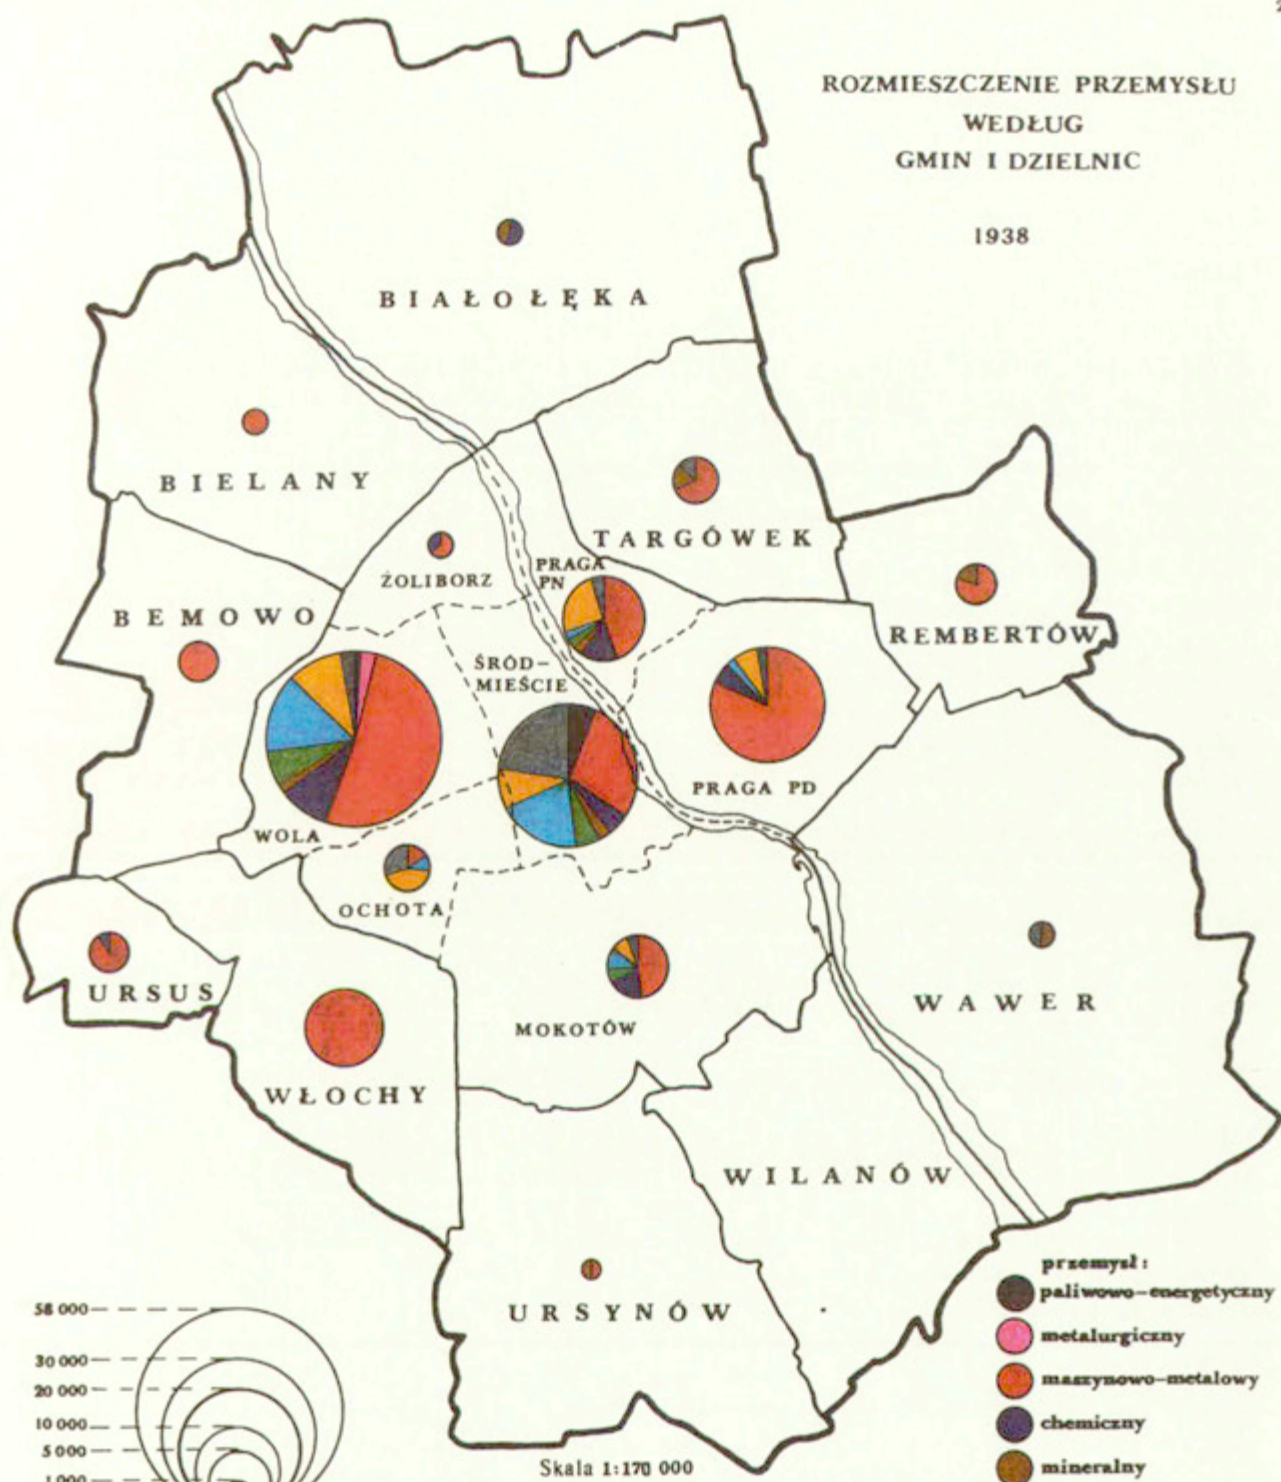 ROZMIESZCZENIE PRZEMYSŁU
WEDŁUG
GMIN I DZIELNIC
1938
BIAŁOŁĘKA
BIELANY
TARGÓWEK
ŻOLIBORZ
PRAGA
PN
BEMOWO
REMBERTÓW
ŚRÓD–
MIEŚCIE
PRAGA PD
WOLA
OCHOTA
URSUS
WAWER
MOKOTÓW
WŁOCHY
WILANÓW
URSYNÓW
przemysł:
paliwowo–energetyczny
metalurgiczny
maszynowo–metalowy
chemiczny
mineralny
58 000
30 000
20 000
10 000
5 000
1 000
Skala 1:170 000